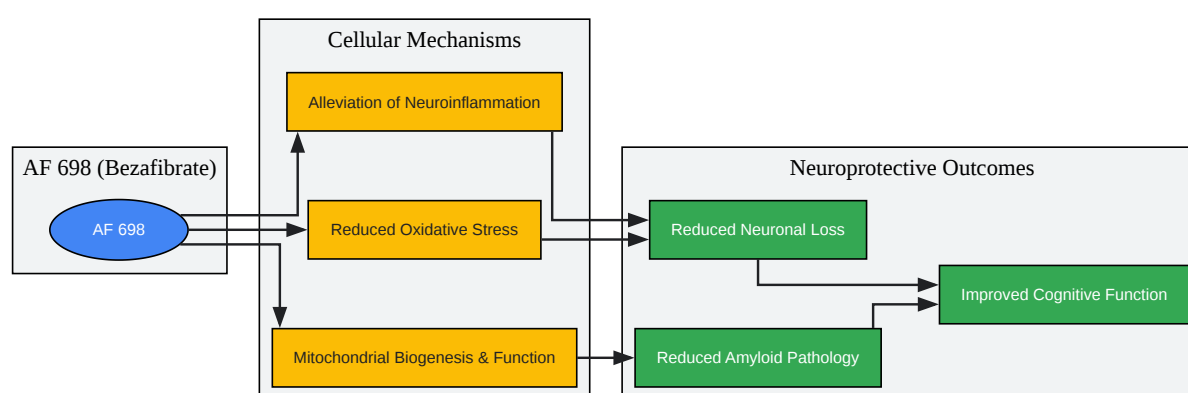 Cellular Mechanisms
Alleviation of Neuroinflammation
AF 698 (Bezafibrate)
Neuroprotective Outcomes
AF 698
Reduced Oxidative Stress
Reduced Neuronal Loss
Improved Cognitive Function
Mitochondrial Biogenesis & Function
Reduced Amyloid Pathology